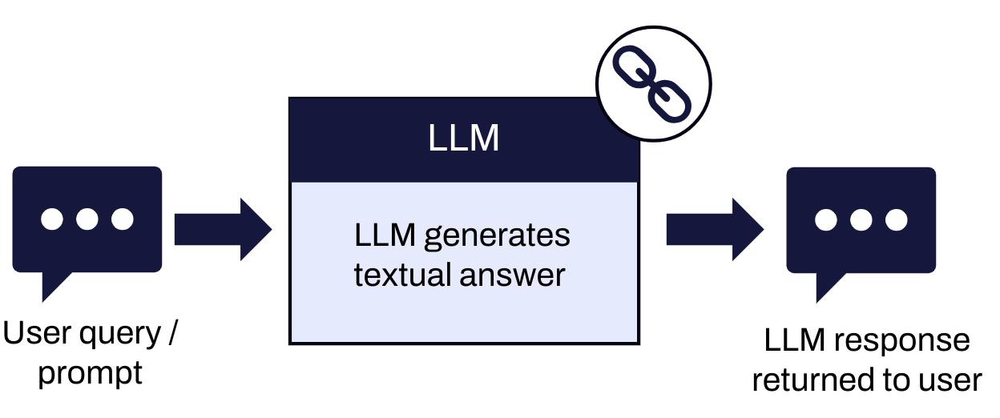 LLM
LLM generates
textual answer
User query /
prompt
LLM response
returned to user